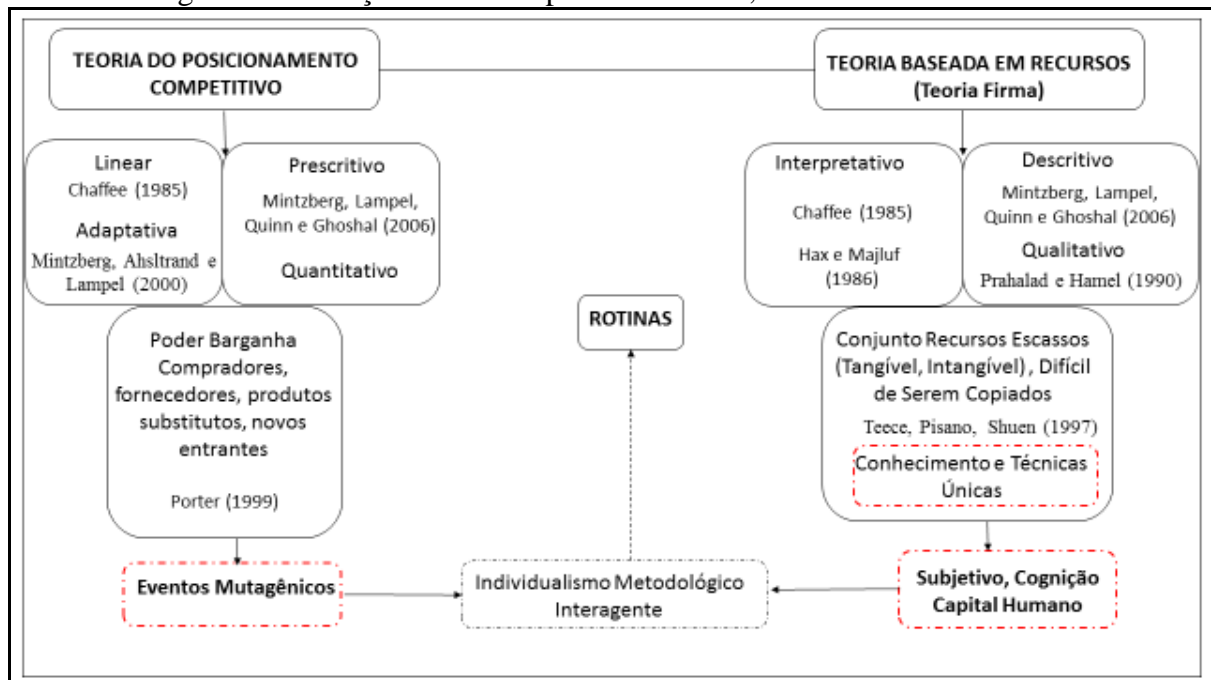 TEORIA DO POSICIONAMENTO
COMPETITIVO
TEORIA BASEADA EM RECURSOS
(Teoria Firma)
Linear
Chaffee (1985)
Adaptativa
Mintzberg, Ahsltrand e
Lampel (2000)
Prescritivo
Mintzberg, Lampel,
Quinn e Ghoshal (2006)
Quantitativo
Interpretativo
Chaffee (1985)
Hax e Majluf
(1986)
Descritivo
Mintzberg, Lampel,
Quinn e Ghoshal (2006)
Qualitativo
Prahalad e Hamel (1990)
Poder Barganha
Compradores,
fornecedores, produtos
substitutos, novos
entrantes
Porter (1999)
ROTINAS
Conjunto Recursos Escassos
(Tangível, Intangível) , Difícil
de Serem Copiados
Teece, Pisano, Shuen (1997)
Conhecimento e Técnicas
Únicas
Eventos Mutagênicos
Individualismo Metodológico
Interagente
Subjetivo, Cognição
Capital Humano